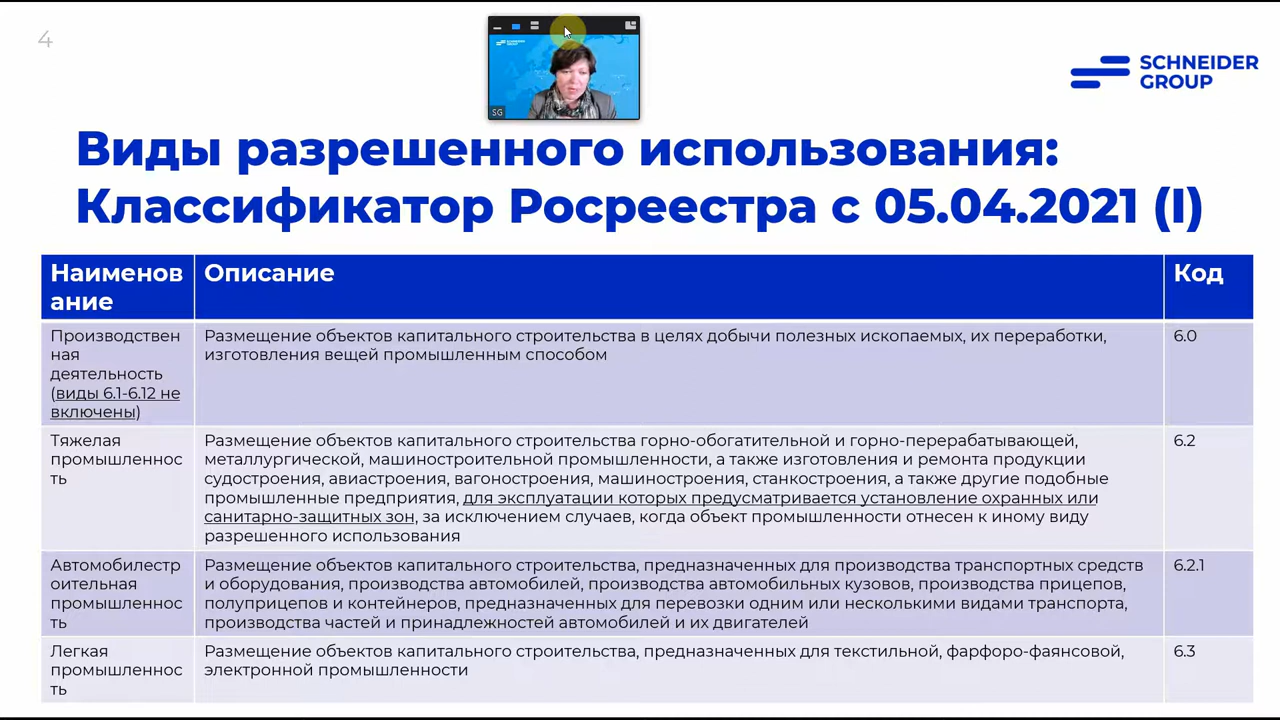 4
SCHNEIDER
GROUP
SCHNEIDER
GROUP
SG
Виды разрешенного использования:
Классификатор Росреестра с 05.04.2021 (I)
Наименов
ание
Описание
Код
Производствен
ная
деятельность
(виды 6.1-6.12 не
включены)
Размещение объектов капитального строительства в целях добычи полезных ископаемых, их переработки,
изготовления вещей промышленным способом
6.0
Тяжелая
промышленнос
ть
Размещение объектов капитального строительства горно-обогатительной и горно-перерабатывающей,
металлургической, машиностроительной промышленности, а также изготовления и ремонта продукции
судостроения, авиастроения, вагоностроения, машиностроения, станкостроения, а также другие подобные
промышленные предприятия, для эксплуатации которых предусматривается установление охранных или
санитарно-защитных зон, за исключением случаев, когда объект промышленности отнесен к иному виду
разрешенного использования
6.2
Автомобилестр
оительная
промышленнос
ть
Размещение объектов капитального строительства, предназначенных для производства транспортных средств
и оборудования, производства автомобилей, производства автомобильных кузовов, производства прицепов,
полуприцепов и контейнеров, предназначенных для перевозки одним или несколькими видами транспорта,
производства частей и принадлежностей автомобилей и их двигателей
6.2.1
Легкая
промышленнос
ть
Размещение объектов капитального строительства, предназначенных для текстильной, фарфоро-фаянсовой,
электронной промышленности
6.3